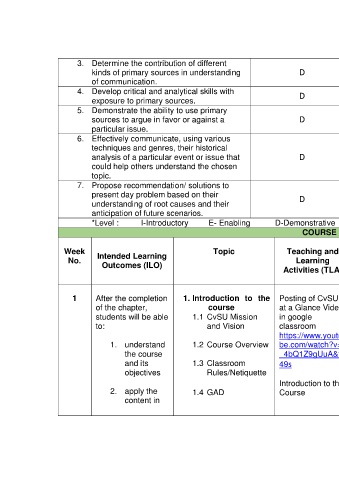 3. Determine the contribution of different
kinds of primary sources in understanding
of communication.
D
4. Develop critical and analytical skills with
exposure to primary sources.
D
5. Demonstrate the ability to use primary
sources to argue in favor or against a
particular issue.
D
6. Effectively communicate, using various
techniques and genres, their historical
analysis of a particular event or issue that
could help others understand the chosen
topic.
D
7. Propose recommendation/ solutions to
present day problem based on their
understanding of root causes and their
anticipation of future scenarios.
D
*Level : I-Introductory E- Enabling D-Demonstrative
COURSE
Week
No.
Intended Learning
Outcomes (ILO)
Topic
Teaching and
Learning
Activities (TLA
1
After the completion
of the chapter,
students will be able
to:
1. understand
the course
and its
objectives
2. apply the
content in
1. Introduction to the
course
1.1 CvSU Mission
and Vision
1.2 Course Overview
1.3 Classroom
Rules/Netiquette
1.4 GAD
Posting of CvSU
at a Glance Vide
in google
classroom
https://www.yout
be.com/watch?v=
_4bQ1Z9gUuA&
49s
Introduction to th
Course